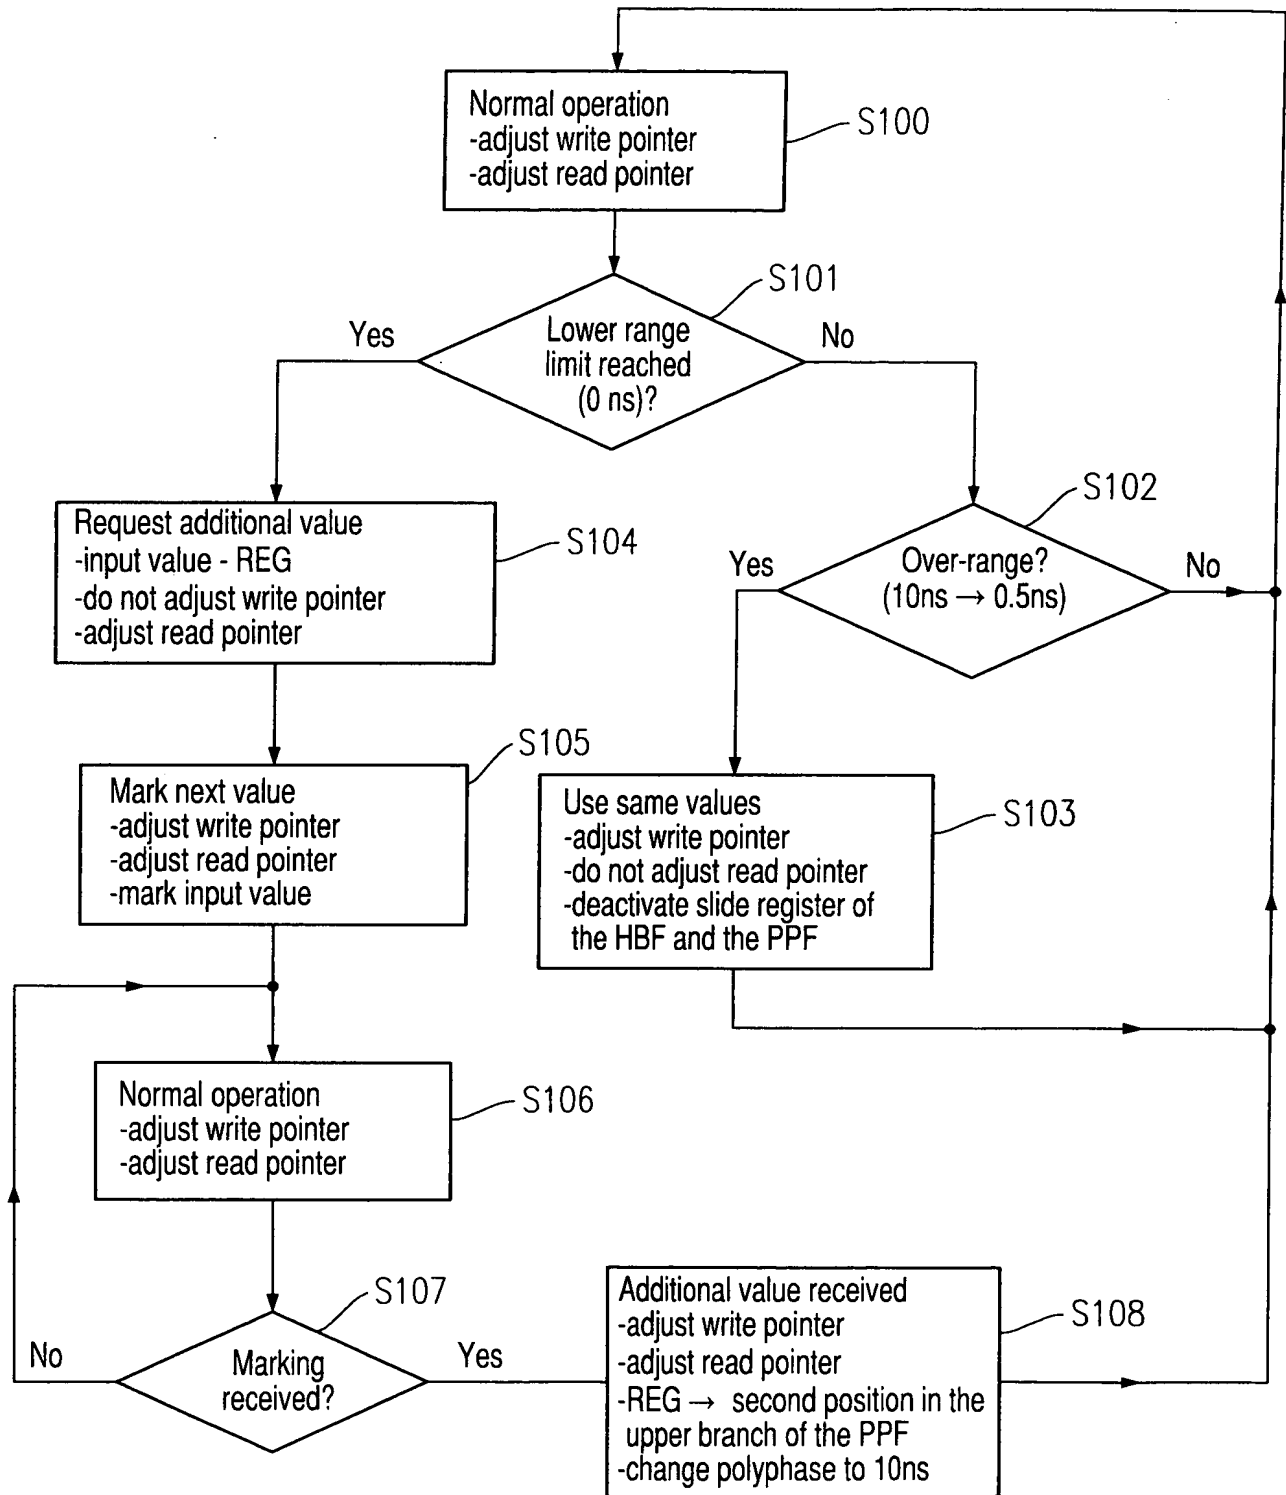 Normal operation
-adjust write pointer
-adjust read pointer
S100
S101
Yes
Lower range
limit reached
(0 ns)?
No
S102
Request additional value
-input value - REG
-do not adjust write pointer
-adjust read pointer
S104
Yes
Over-range?
(10ns → 0.5ns)
No
S105
Mark next value
-adjust write pointer
-adjust read pointer
-mark input value
Use same values
-adjust write pointer
-do not adjust read pointer
-deactivate slide register of
the HBF and the PPF
S103
Normal operation
-adjust write pointer
-adjust read pointer
S106
S107
No
Marking
received?
Yes
Additional value received
-adjust write pointer
-adjust read pointer
-REG → second position in the
upper branch of the PPF
-change polyphase to 10ns
S108